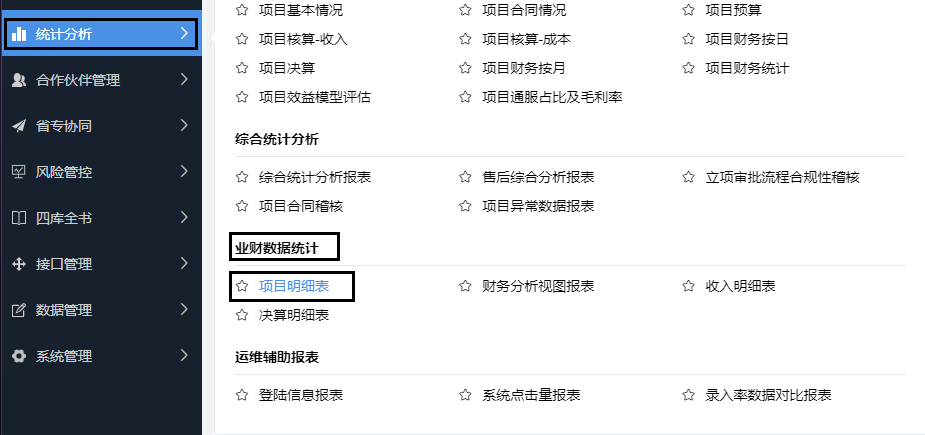 统计分析
合作伙伴管理
省专协同
风险管控
四库全书
接口管理
数据管理
系统管理
项目基本情况 项目合同情况 项目预算
项目核算-收入 项目核算-成本 项目财务按日
项目决算 项目财务按月 项目财务统计
项目效益模型评估 项目通服占比及毛利率
综合统计分析
综合统计分析报表 售后综合分析报表 立项审批流程合规性稽核
项目合同稽核 项目异常数据报表
业财数据统计
项目明细表 财务分析视图报表 收入明细表
决算明细表
运维辅助报表
登陆信息报表 系统点击量报表 录入率数据对比报表